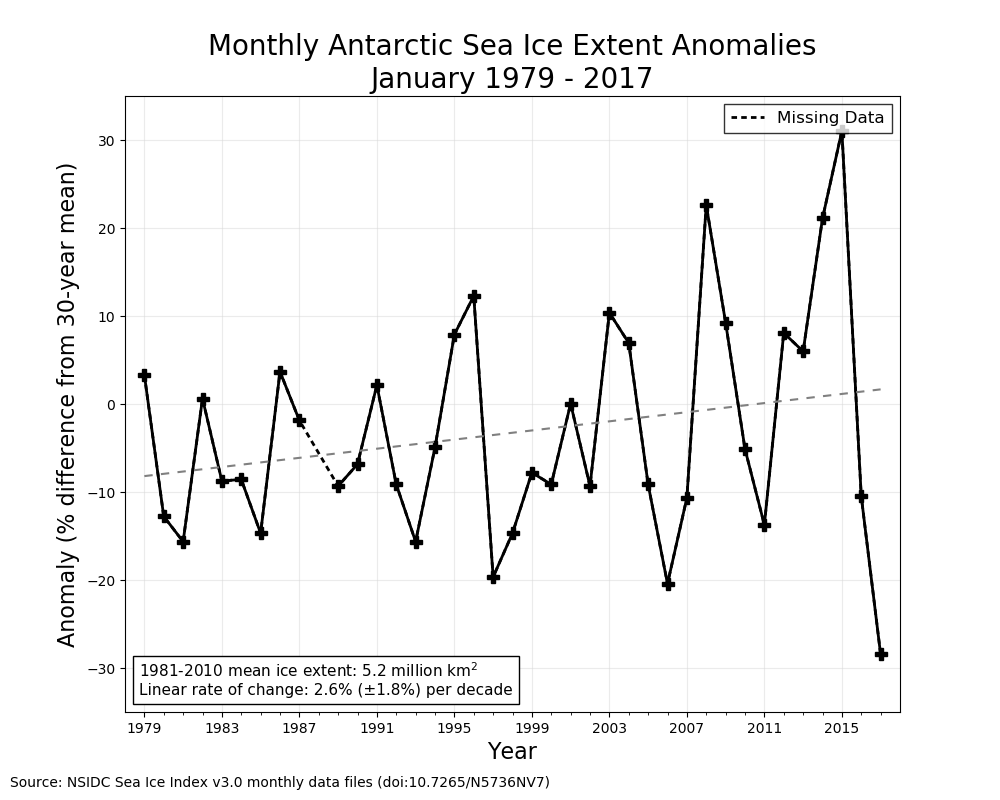 Monthly Antarctic Sea Ice Extent Anomalies
January 1979 - 2017
Missing Data
Anomaly (% difference from 30-year mean)
30
20
10
0
−10
−20
−30
1981-2010 mean ice extent: 5.2 million km²
Linear rate of change: 2.6% (±1.8%) per decade
1979 1983 1987 1991 1995 1999 2003 2007 2011 2015
Year
Source: NSIDC Sea Ice Index v3.0 monthly data files (doi:10.7265/N5736NV7)